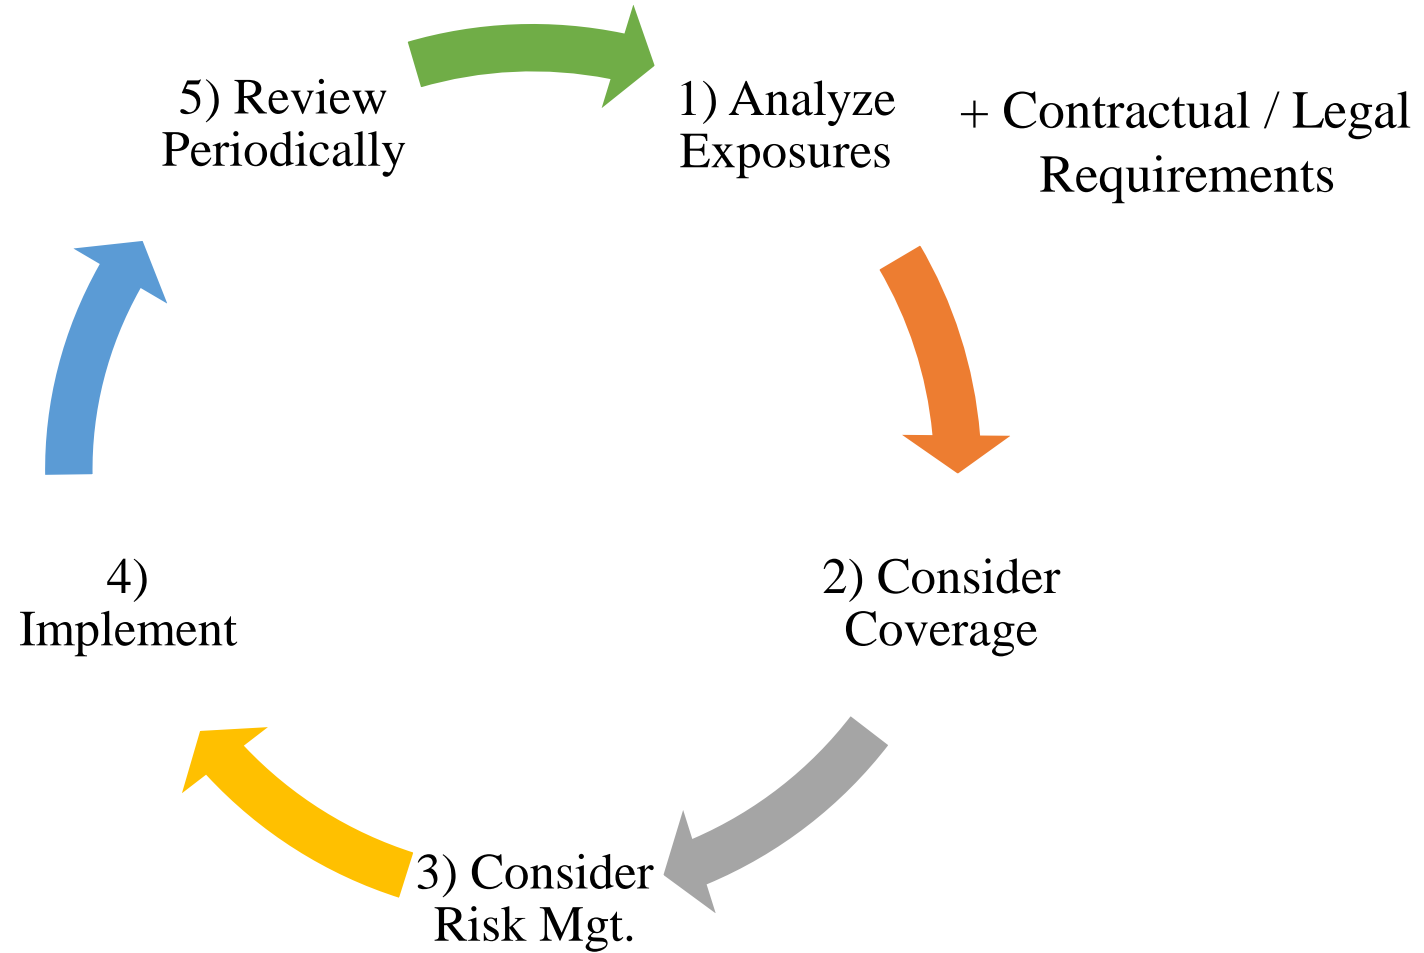 1) Analyze
Exposures
+ Contractual / Legal
Requirements
2) Consider
Coverage
3) Consider
Risk Mgt.
4)
Implement
5) Review
Periodically